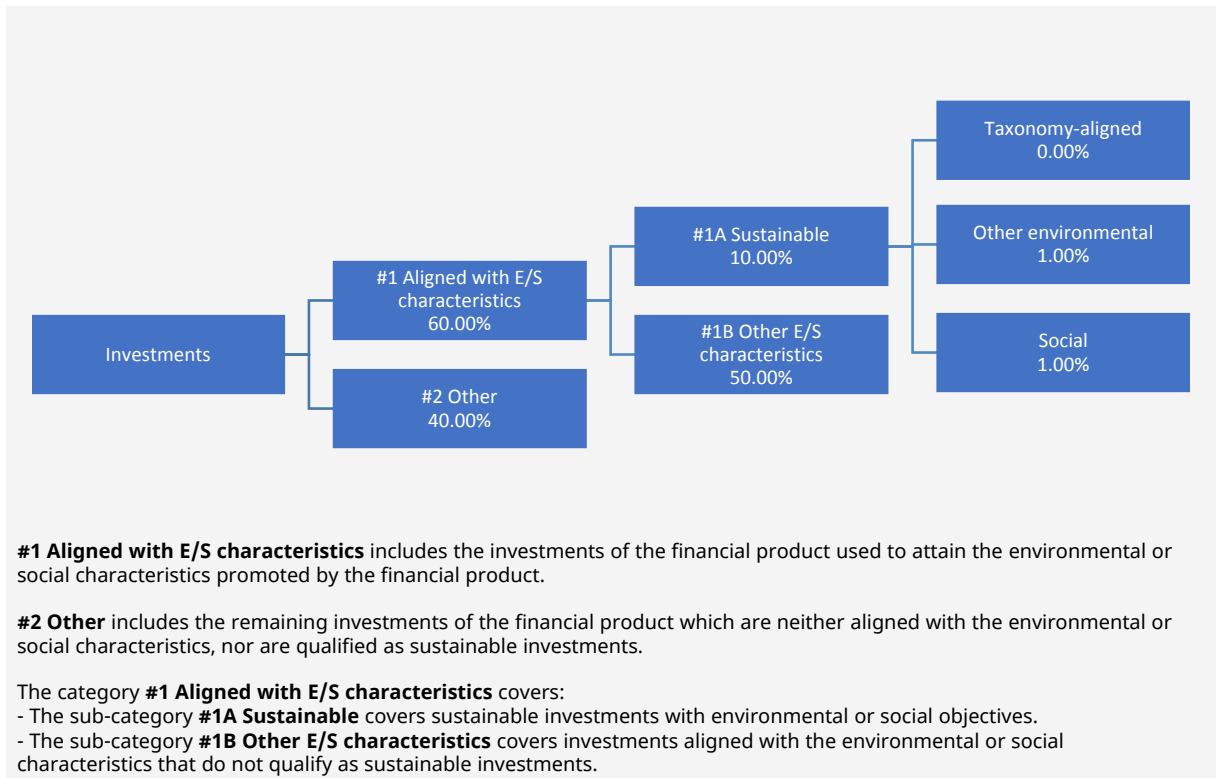 Investments
#1 Aligned with E/S
characteristics
60.00%
#2 Other
40.00%
#1A Sustainable
10.00%
#1B Other E/S
characteristics
50.00%
Taxonomy-aligned
0.00%
Other environmental
1.00%
Social
1.00%
#1 Aligned with E/S characteristics includes the investments of the financial product used to attain the environmental or
social characteristics promoted by the financial product.
#2 Other includes the remaining investments of the financial product which are neither aligned with the environmental or
social characteristics, nor are qualified as sustainable investments.
The category #1 Aligned with E/S characteristics covers:
- The sub-category #1A Sustainable covers sustainable investments with environmental or social objectives.
- The sub-category #1B Other E/S characteristics covers investments aligned with the environmental or social
characteristics that do not qualify as sustainable investments.